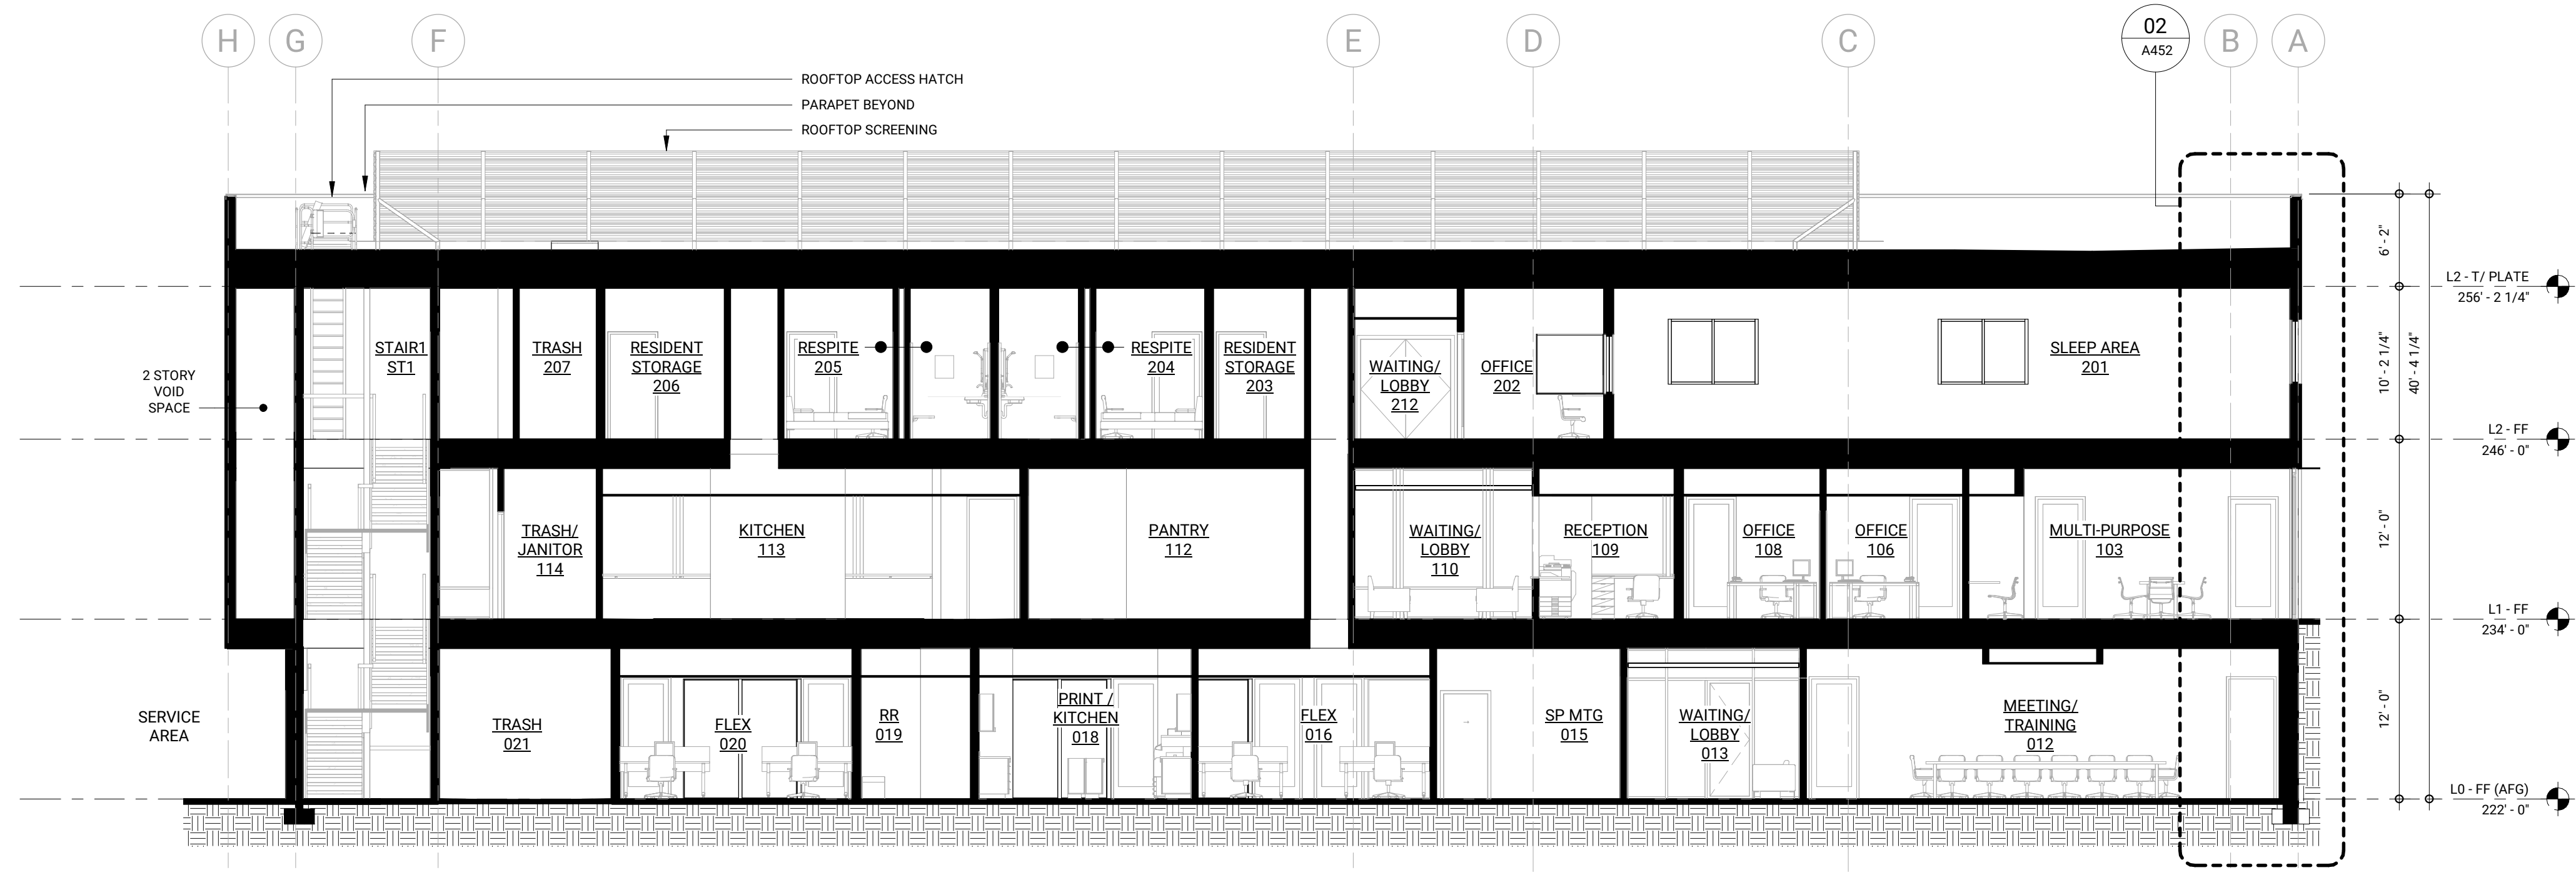 H
G
F
E
D
C
02
A452
B
A
ROOFTOP ACCESS HATCH
PARAPET BEYOND
ROOFTOP SCREENING
6' - 2"
L2 - T/ PLATE
256' - 2 1/4"
2 STORY
VOID
SPACE
STAIR1
ST1
TRASH
207
RESIDENT
STORAGE
206
RESPITE
205
RESPITE
204
RESIDENT
STORAGE
203
WAITING/
LOBBY
212
OFFICE
202
SLEEP AREA
201
10' - 2 1/4"
40' - 4 1/4"
L2 - FF
246' - 0"
TRASH/
JANITOR
114
KITCHEN
113
PANTRY
112
WAITING/
LOBBY
110
RECEPTION
109
OFFICE
108
OFFICE
106
MULTI-PURPOSE
103
12' - 0"
L1 - FF
234' - 0"
SERVICE
AREA
TRASH
021
FLEX
020
RR
019
PRINT /
KITCHEN
018
FLEX
016
SP MTG
015
WAITING/
LOBBY
013
MEETING/
TRAINING
012
12' - 0"
L0 - FF (AFG)
222' - 0"